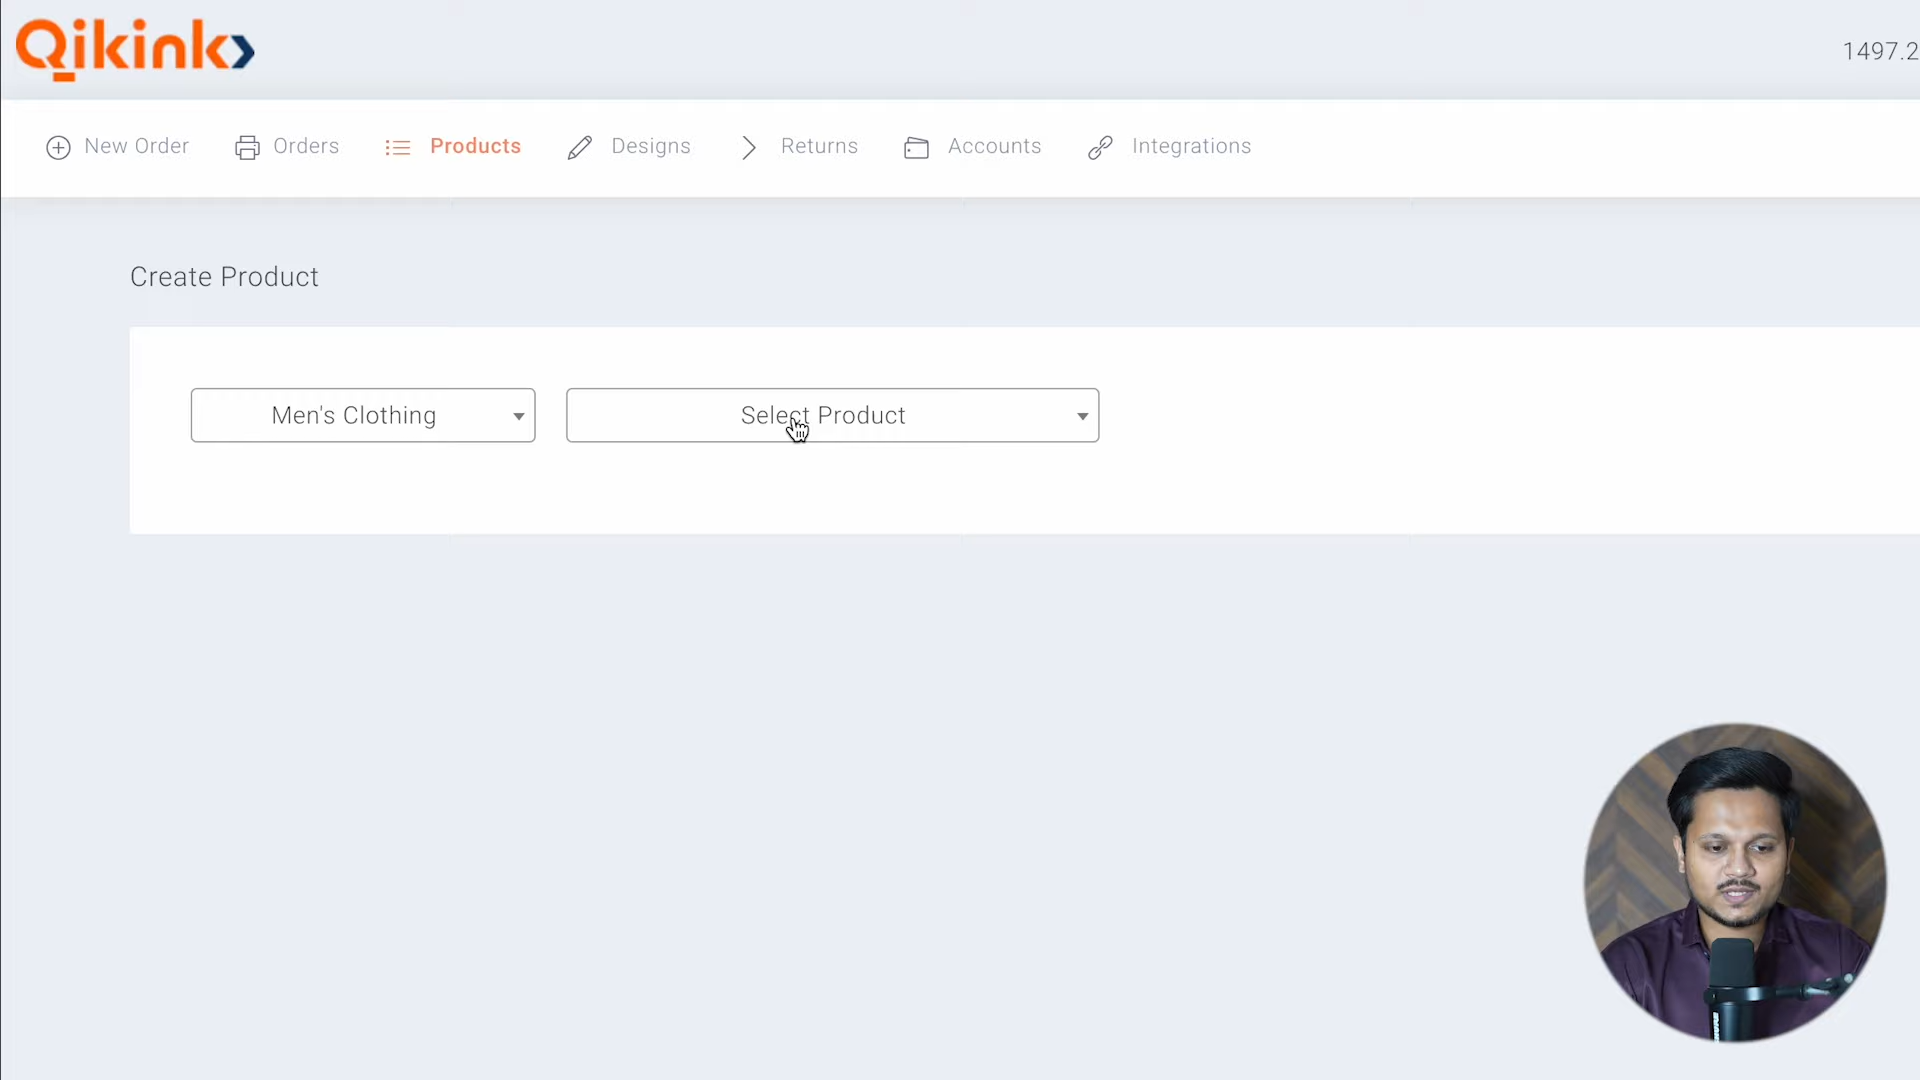 Qikink
1497.2
New Order Orders Products Designs Returns Accounts Integrations
Create Product
Men's Clothing Select Product